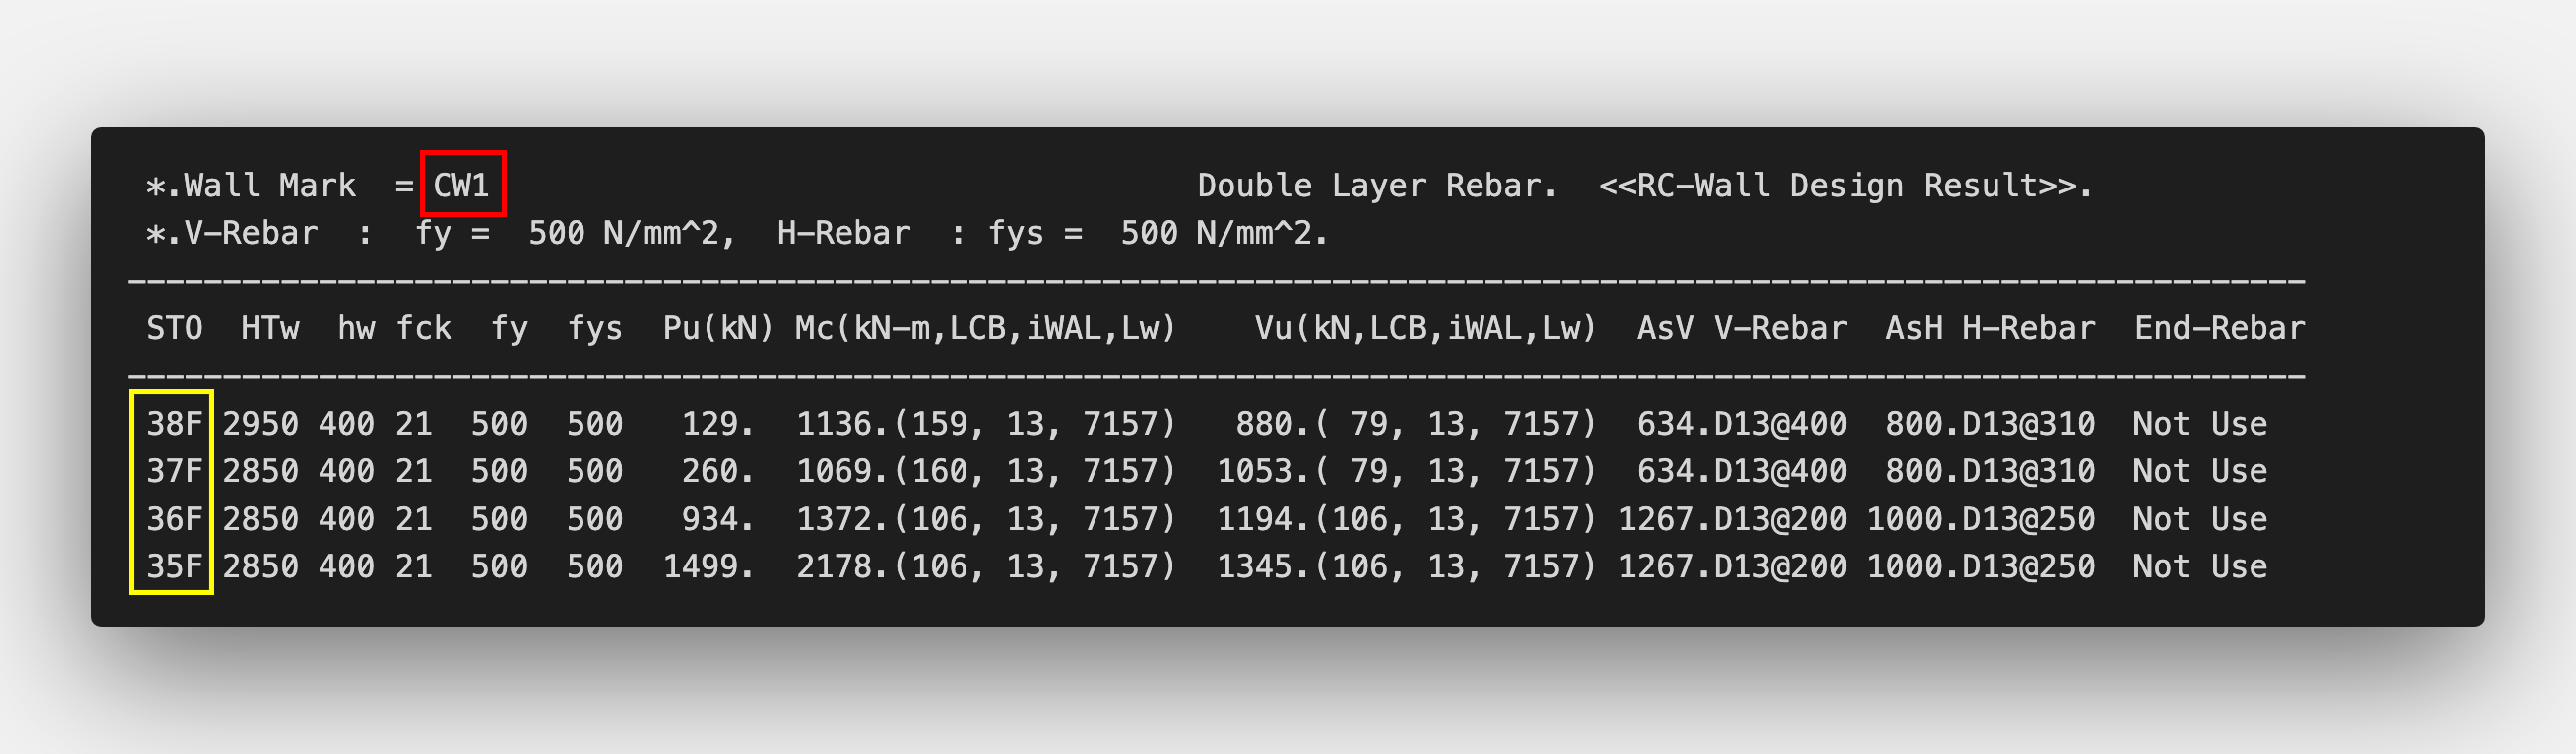 *.Wall Mark  = CW1                                     Double Layer Rebar.  <<RC-Wall Design Result>>.
*.V-Rebar  :  fy =  500 N/mm^2,  H-Rebar  : fys =  500 N/mm^2.
STO  HTw  hw fck  fy  fys  Pu(kN) Mc(kN-m,LCB,iWAL,Lw)    Vu(kN,LCB,iWAL,Lw)  AsV V-Rebar  AsH H-Rebar  End-Rebar
38F 2950 400 21  500  500   129.  1136.(159, 13, 7157)   880.( 79, 13, 7157)  634.D13@400  800.D13@310  Not Use
37F 2850 400 21  500  500   260.  1069.(160, 13, 7157)  1053.( 79, 13, 7157)  634.D13@400  800.D13@310  Not Use
36F 2850 400 21  500  500   934.  1372.(106, 13, 7157)  1194.(106, 13, 7157) 1267.D13@200 1000.D13@250  Not Use
35F 2850 400 21  500  500  1499.  2178.(106, 13, 7157)  1345.(106, 13, 7157) 1267.D13@200 1000.D13@250  Not Use